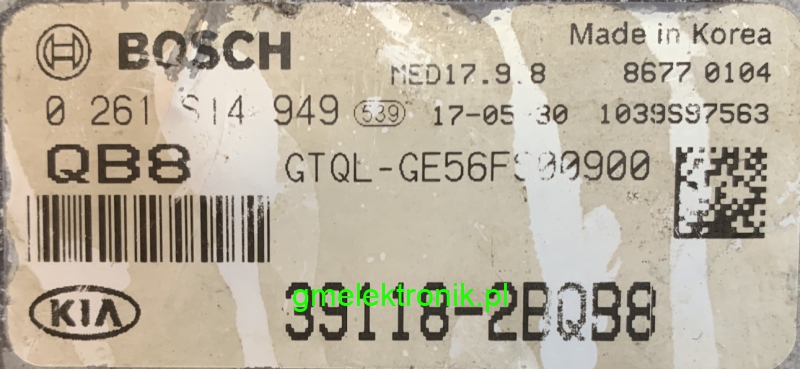 BOSCH
Made in Korea
MED17.9.8 8677 0104
0 261 S14 949 539 17-05-30 1039S97563
QB8 GTQL-GE56FS00900
KIA
39118-2BQB8
gmelektronik.pl